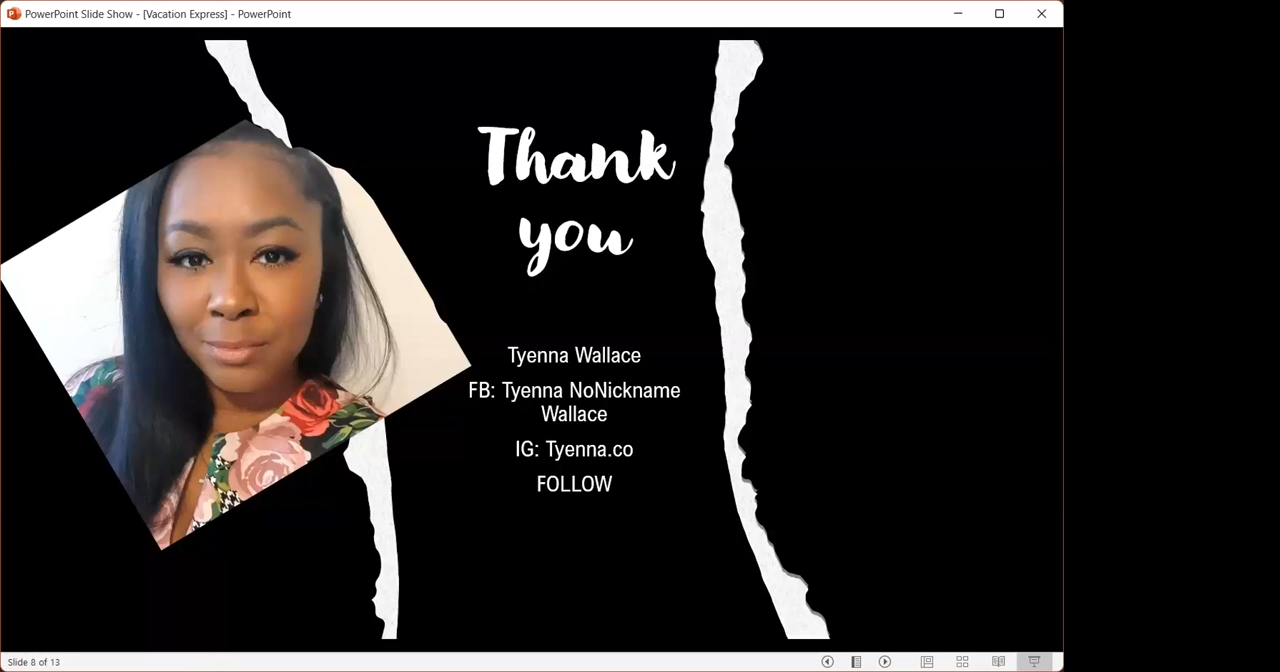 PowerPoint Slide Show - [Vacation Express] - PowerPoint
Thank
you
Tyenna Wallace
FB: Tyenna NoNickname
Wallace
IG: Tyenna.co
FOLLOW
Slide 8 of 13